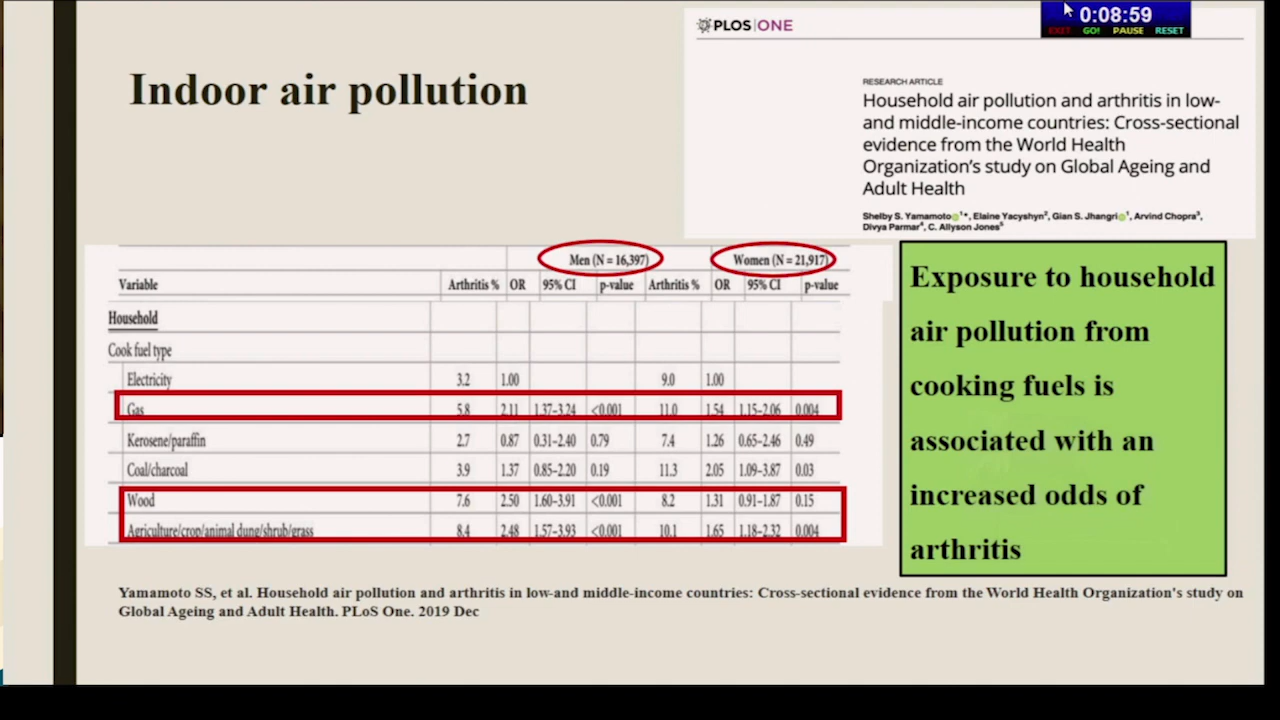 0:08:59
EXIT GO! PAUSE RESET
PLOS ONE
Indoor air pollution
RESEARCH ARTICLE
Household air pollution and arthritis in low-
and middle-income countries: Cross-sectional
evidence from the World Health
Organization's study on Global Ageing and
Adult Health
Shelby S. Yamamoto 1*, Elaine Yacyshyn2, Gian S. Jhangri 1, Arvind Chopra3,
Divya Parmar4, C. Allyson Jones5
Men (N = 16,397) Women (N = 21,917)
Variable Arthritis % OR 95% CI p-value Arthritis % OR 95% CI p-value
Household
Cook fuel type
Electricity 3.2 1.00 9.0 1.00
Gas 5.8 2.11 1.37–3.24 <0.001 11.0 1.54 1.15–2.06 0.004
Kerosene/paraffin 2.7 0.87 0.31–2.40 0.79 7.4 1.26 0.65–2.46 0.49
Coal/charcoal 3.9 1.37 0.85–2.20 0.19 11.3 2.05 1.09–3.87 0.03
Wood 7.6 2.50 1.60–3.91 <0.001 8.2 1.31 0.91–1.87 0.15
Agriculture/crop/animal dung/shrub/grass 8.4 2.48 1.57–3.93 <0.001 10.1 1.65 1.18–2.32 0.004
Exposure to household
air pollution from
cooking fuels is
associated with an
increased odds of
arthritis
Yamamoto SS, et al. Household air pollution and arthritis in low-and middle-income countries: Cross-sectional evidence from the World Health Organization's study on
Global Ageing and Adult Health. PLoS One. 2019 Dec